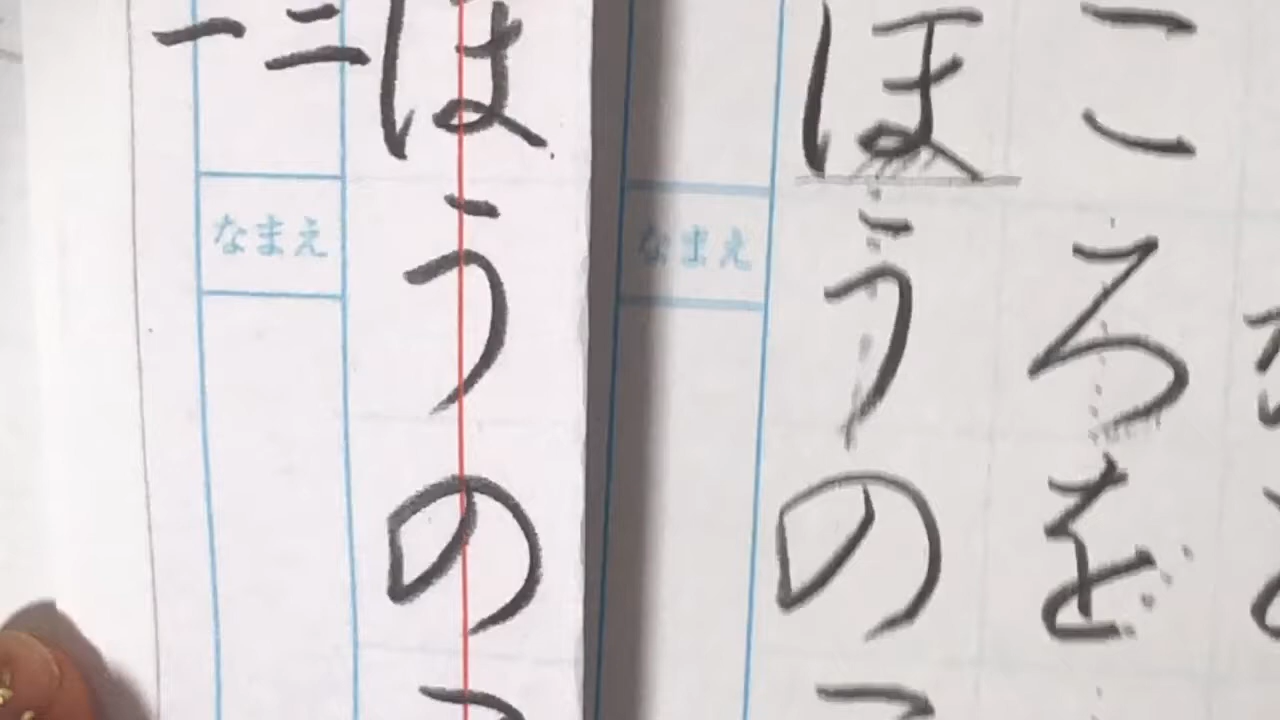 ころを
ほうの
なまえ
ほうの
一二
なまえ